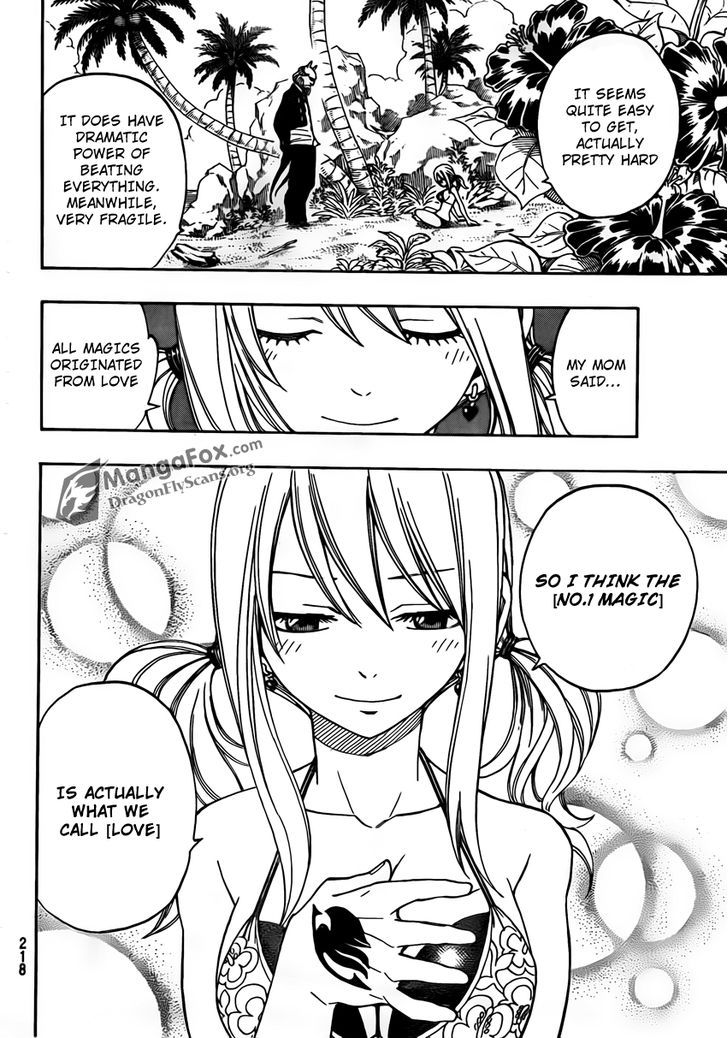 IT SEEMS
QUITE EASY
TO GET,
ACTUALLY
PRETTY HARD
IT DOES HAVE
DRAMATIC
POWER OF
BEATING
EVERYTHING.
MEANWHILE,
VERY FRAGILE.
MY MOM
SAID...
ALL MAGICS
ORIGINATED
FROM LOVE
MangaFox.com
DragonFlyScans.org
SO I THINK THE
[NO.1 MAGIC]
IS ACTUALLY
WHAT WE
CALL [LOVE]
218